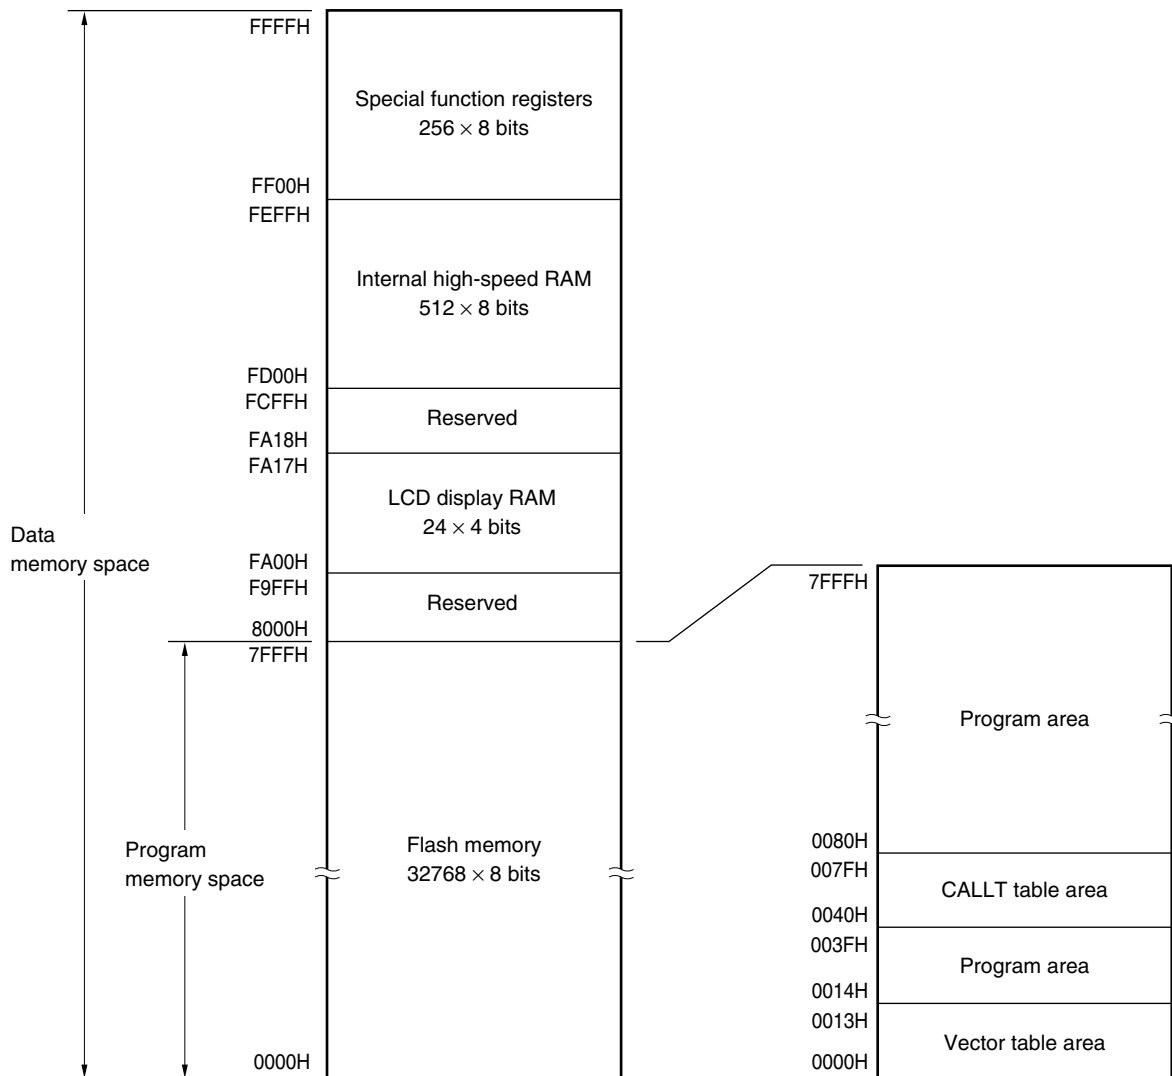 FFFFH
Special function registers
256 × 8 bits
FF00H
FEFFH
Internal high-speed RAM
512 × 8 bits
FD00H
FCFFH
Reserved
FA18H
FA17H
LCD display RAM
24 × 4 bits
Data
memory space
FA00H
F9FFH
Reserved
8000H
7FFFH
Program
memory space
Flash memory
32768 × 8 bits
0000H
7FFFH
Program area
0080H
007FH
CALLT table area
0040H
003FH
Program area
0014H
0013H
Vector table area
0000H